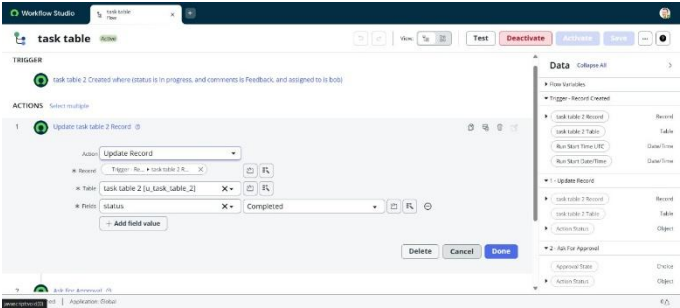 Workflow Studio
task table
Flow
task table Active
View:
Test
Deactivate
Activate
Save
TRIGGER
task table 2 Created where (status is In progress, and comments is Feedback, and assigned to is bob)
ACTIONS Select multiple
1 Update task table 2 Record
Action Update Record
* Record Trigger - Re... ▸ task table 2 R... X
* Table task table 2 [u_task_table_2] X
* Fields status X Completed
+ Add field value
Delete
Cancel
Done
2 Ask For Approval
Application: Global
Data Collapse All
Flow Variables
Trigger - Record Created
task table 2 Record Record
task table 2 Table Table
Run Start Time UTC Date/Time
Run Start Date/Time Date/Time
1 - Update Record
task table 2 Record Record
task table 2 Table Table
Action Status Object
2 - Ask For Approval
Approval State Choice
Action Status Object